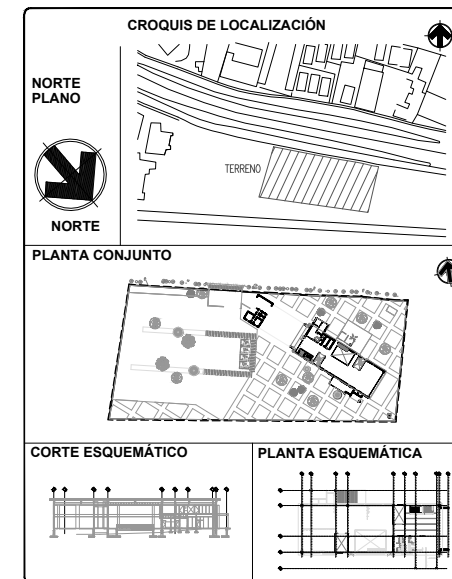 CROQUIS DE LOCALIZACIÓN
NORTE
PLANO
TERRENO
NORTE
PLANTA CONJUNTO
CORTE ESQUEMÁTICO
PLANTA ESQUEMÁTICA